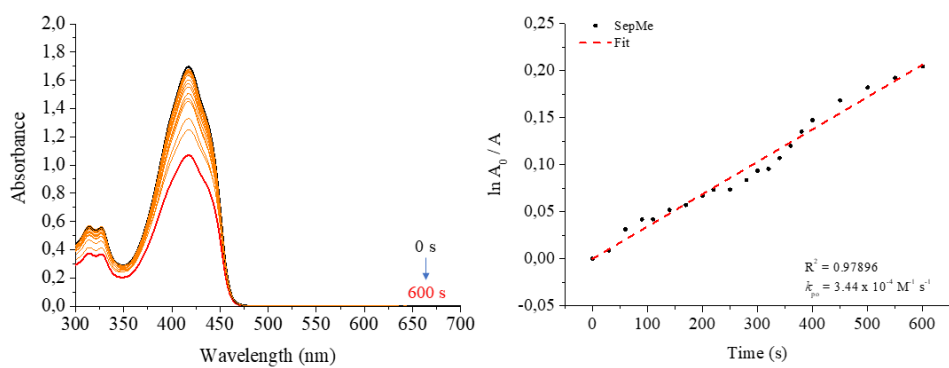 2,0
1,8
1,6
1,4
1,2
1,0
0,8
0,6
0,4
0,2
0,0
Absorbance
300 350 400 450 500 550 600 650 700
Wavelength (nm)
0 s
600 s
0,25
0,20
0,15
0,10
0,05
0,00
-0,05
ln A₀ / A
SepMe
Fit
R² = 0.97896
k_po = 3.44 x 10⁻⁴ M⁻¹ s⁻¹
0 100 200 300 400 500 600
Time (s)